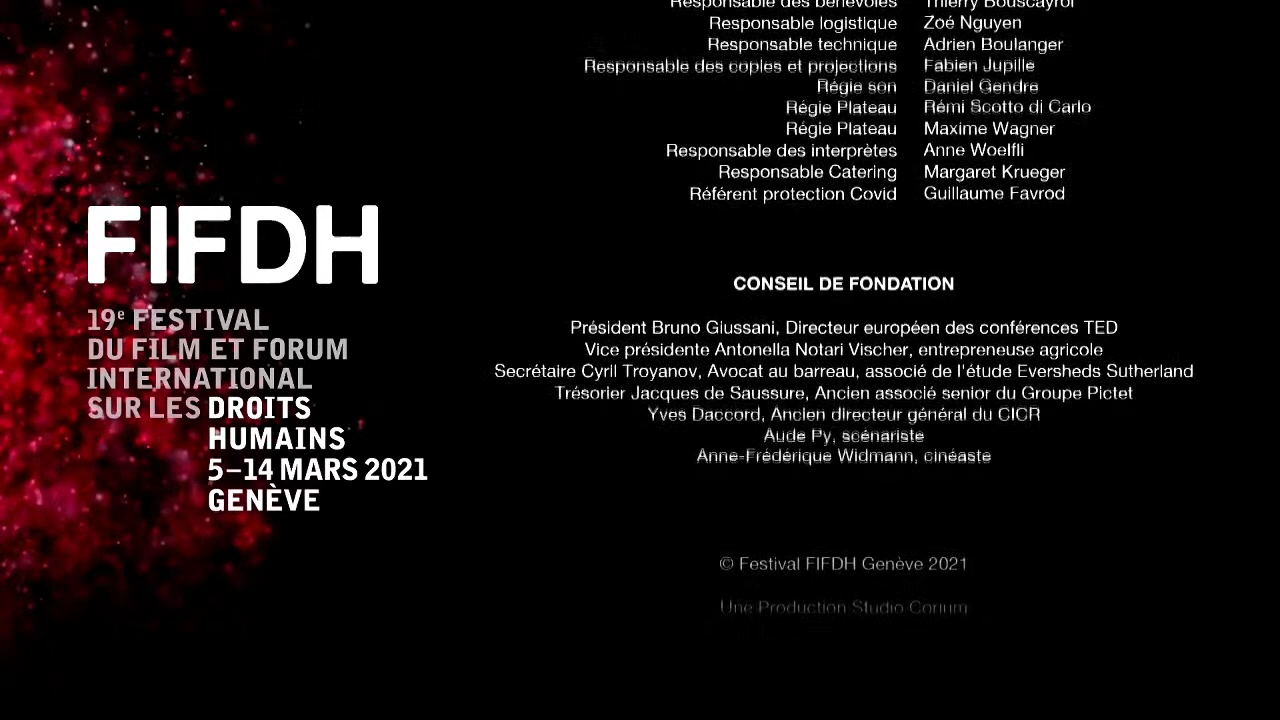 Responsable des bénévoles Thierry Bouscayrol
Responsable logistique Zoé Nguyen
Responsable technique Adrien Boulanger
Responsable des copies et projections Fabien Jupille
Régie son Daniel Gendre
Régie Plateau Rémi Scotto di Carlo
Régie Plateau Maxime Wagner
Responsable des interprètes Anne Woelfli
Responsable Catering Margaret Krueger
Référent protection Covid Guillaume Favrod
FIFDH
19e FESTIVAL
DU FILM ET FORUM
INTERNATIONAL
SUR LES DROITS
HUMAINS
5–14 MARS 2021
GENÈVE
CONSEIL DE FONDATION
Président Bruno Giussani, Directeur européen des conférences TED
Vice présidente Antonella Notari Vischer, entrepreneuse agricole
Secrétaire Cyril Troyanov, Avocat au barreau, associé de l'étude Eversheds Sutherland
Trésorier Jacques de Saussure, Ancien associé senior du Groupe Pictet
Yves Daccord, Ancien directeur général du CICR
Aude Py, scénariste
Anne-Frédérique Widmann, cinéaste
© Festival FIFDH Genève 2021
Une Production Studio Corium